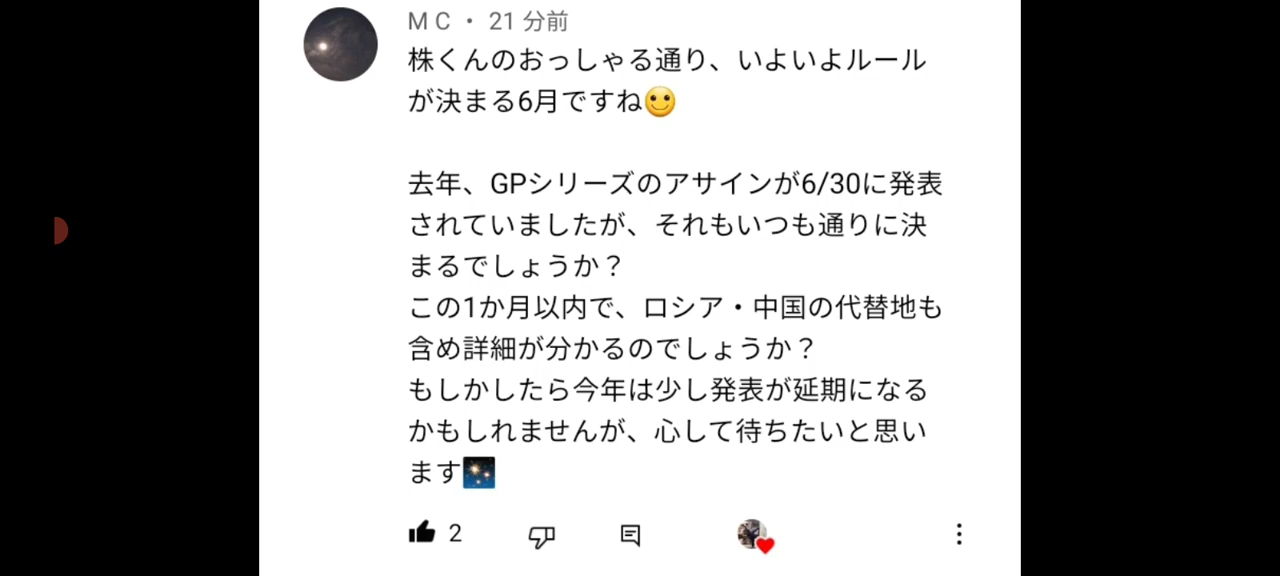 M C ・ 21 分前
株くんのおっしゃる通り、いよいよルール
が決まる6月ですね🙂
去年、GPシリーズのアサインが6/30に発表
されていましたが、それもいつも通りに決
まるでしょうか？
この1か月以内で、ロシア・中国の代替地も
含め詳細が分かるのでしょうか？
もしかしたら今年は少し発表が延期になる
かもしれませんが、心して待ちたいと思い
ます🎇
2